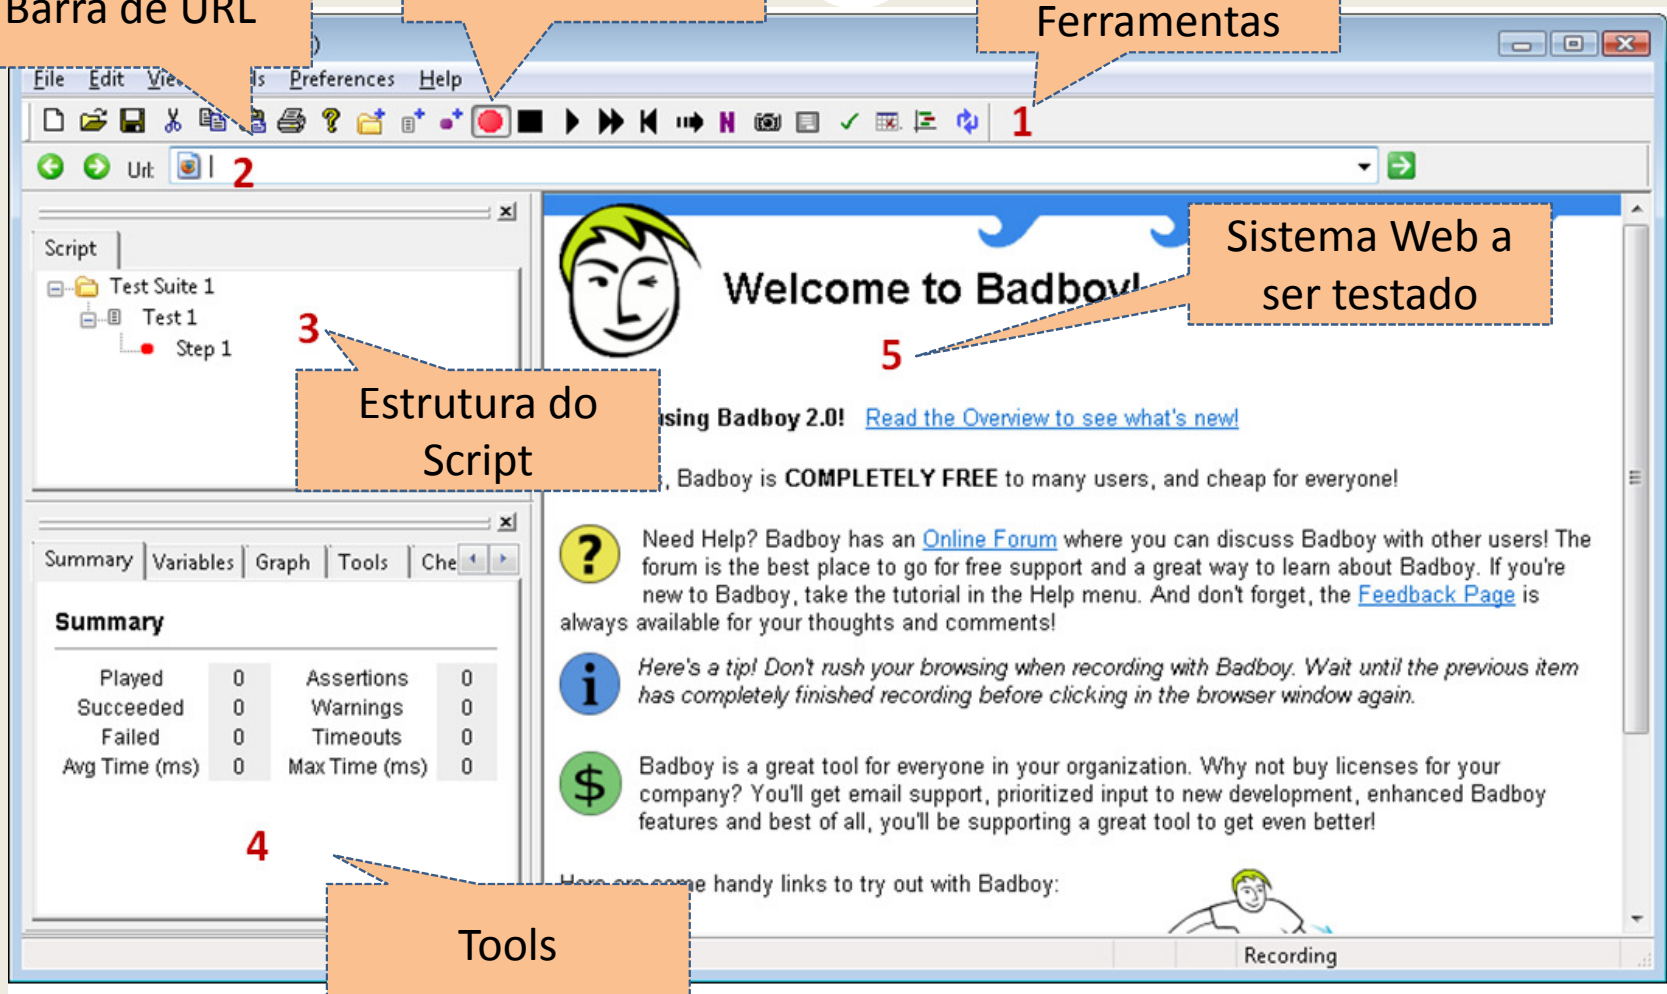 Barra de URL
Ferramentas
)
File Edit ls Preferences Help
1
Url: 2
Script
Test Suite 1
Test 1
Step 1
3
Estrutura do
Script
Welcome to Badboy!
Sistema Web a
ser testado
5
using Badboy 2.0! Read the Overview to see what's new!
, Badboy is COMPLETELY FREE to many users, and cheap for everyone!
Need Help? Badboy has an Online Forum where you can discuss Badboy with other users! The
forum is the best place to go for free support and a great way to learn about Badboy. If you're
new to Badboy, take the tutorial in the Help menu. And don't forget, the Feedback Page is
always available for your thoughts and comments!
Here's a tip! Don't rush your browsing when recording with Badboy. Wait until the previous item
has completely finished recording before clicking in the browser window again.
Badboy is a great tool for everyone in your organization. Why not buy licenses for your
company? You'll get email support, prioritized input to new development, enhanced Badboy
features and best of all, you'll be supporting a great tool to get even better!
Here are some handy links to try out with Badboy:
Summary Variables Graph Tools Che
Summary
Played 0 Assertions 0
Succeeded 0 Warnings 0
Failed 0 Timeouts 0
Avg Time (ms) 0 Max Time (ms) 0
4
Tools
Recording